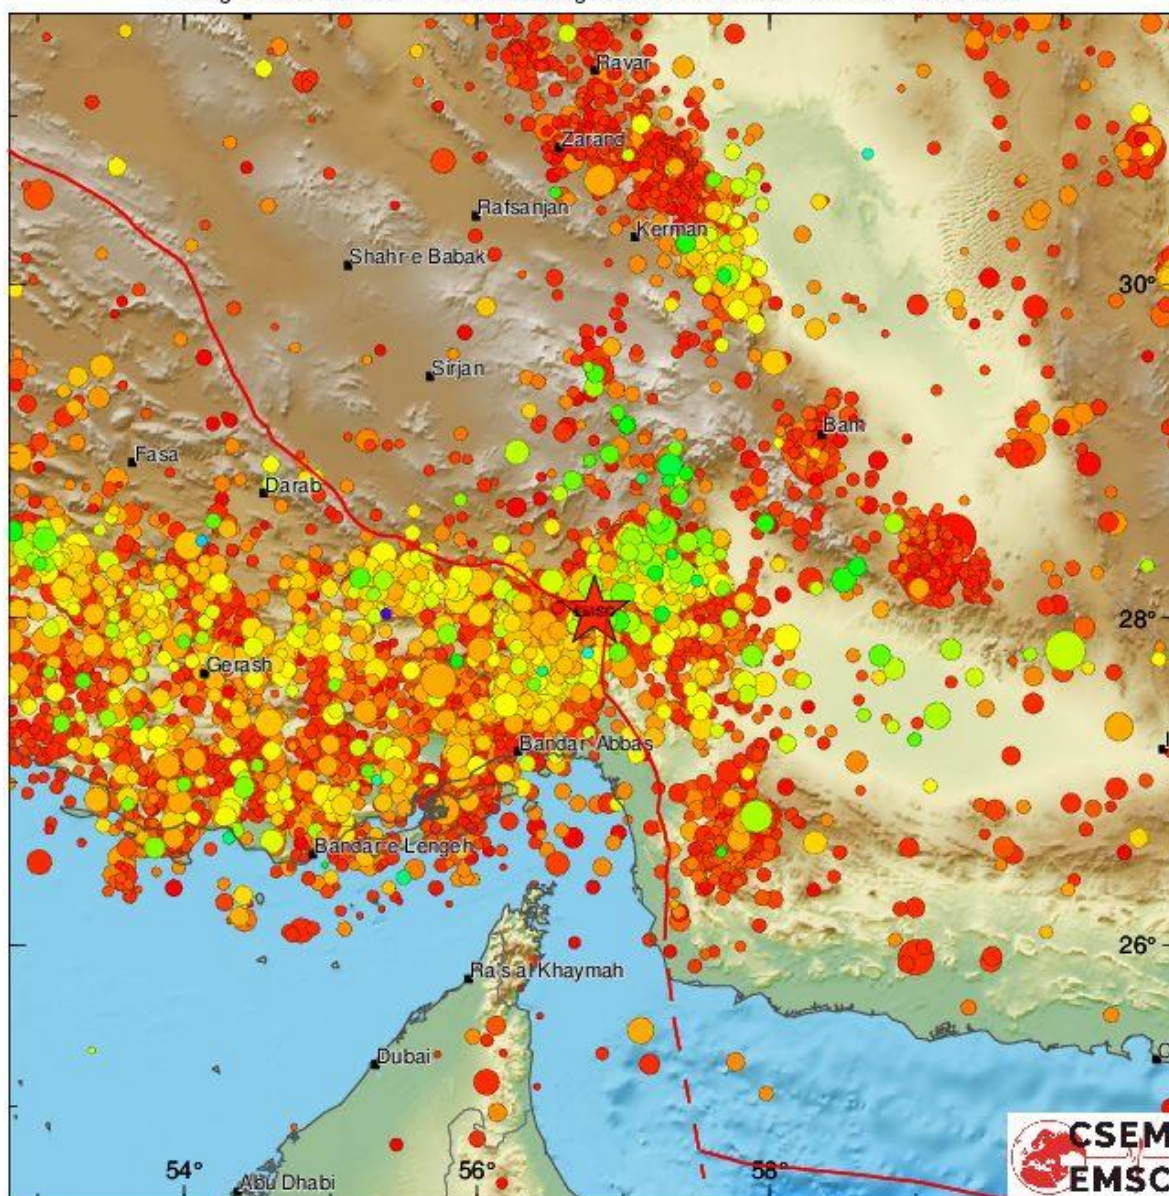 Ravar
Zarand
Rafsanjan
Kerman
Shahr-e Babak
30°
Sirjan
Bam
Fasa
Darab
28°
Gerash
Bandar Abbas
Bandar-e Lengeh
26°
Ra's al Khaymah
Dubai
54°
56°
58°
Abu Dhabi
CSEM
EMSC